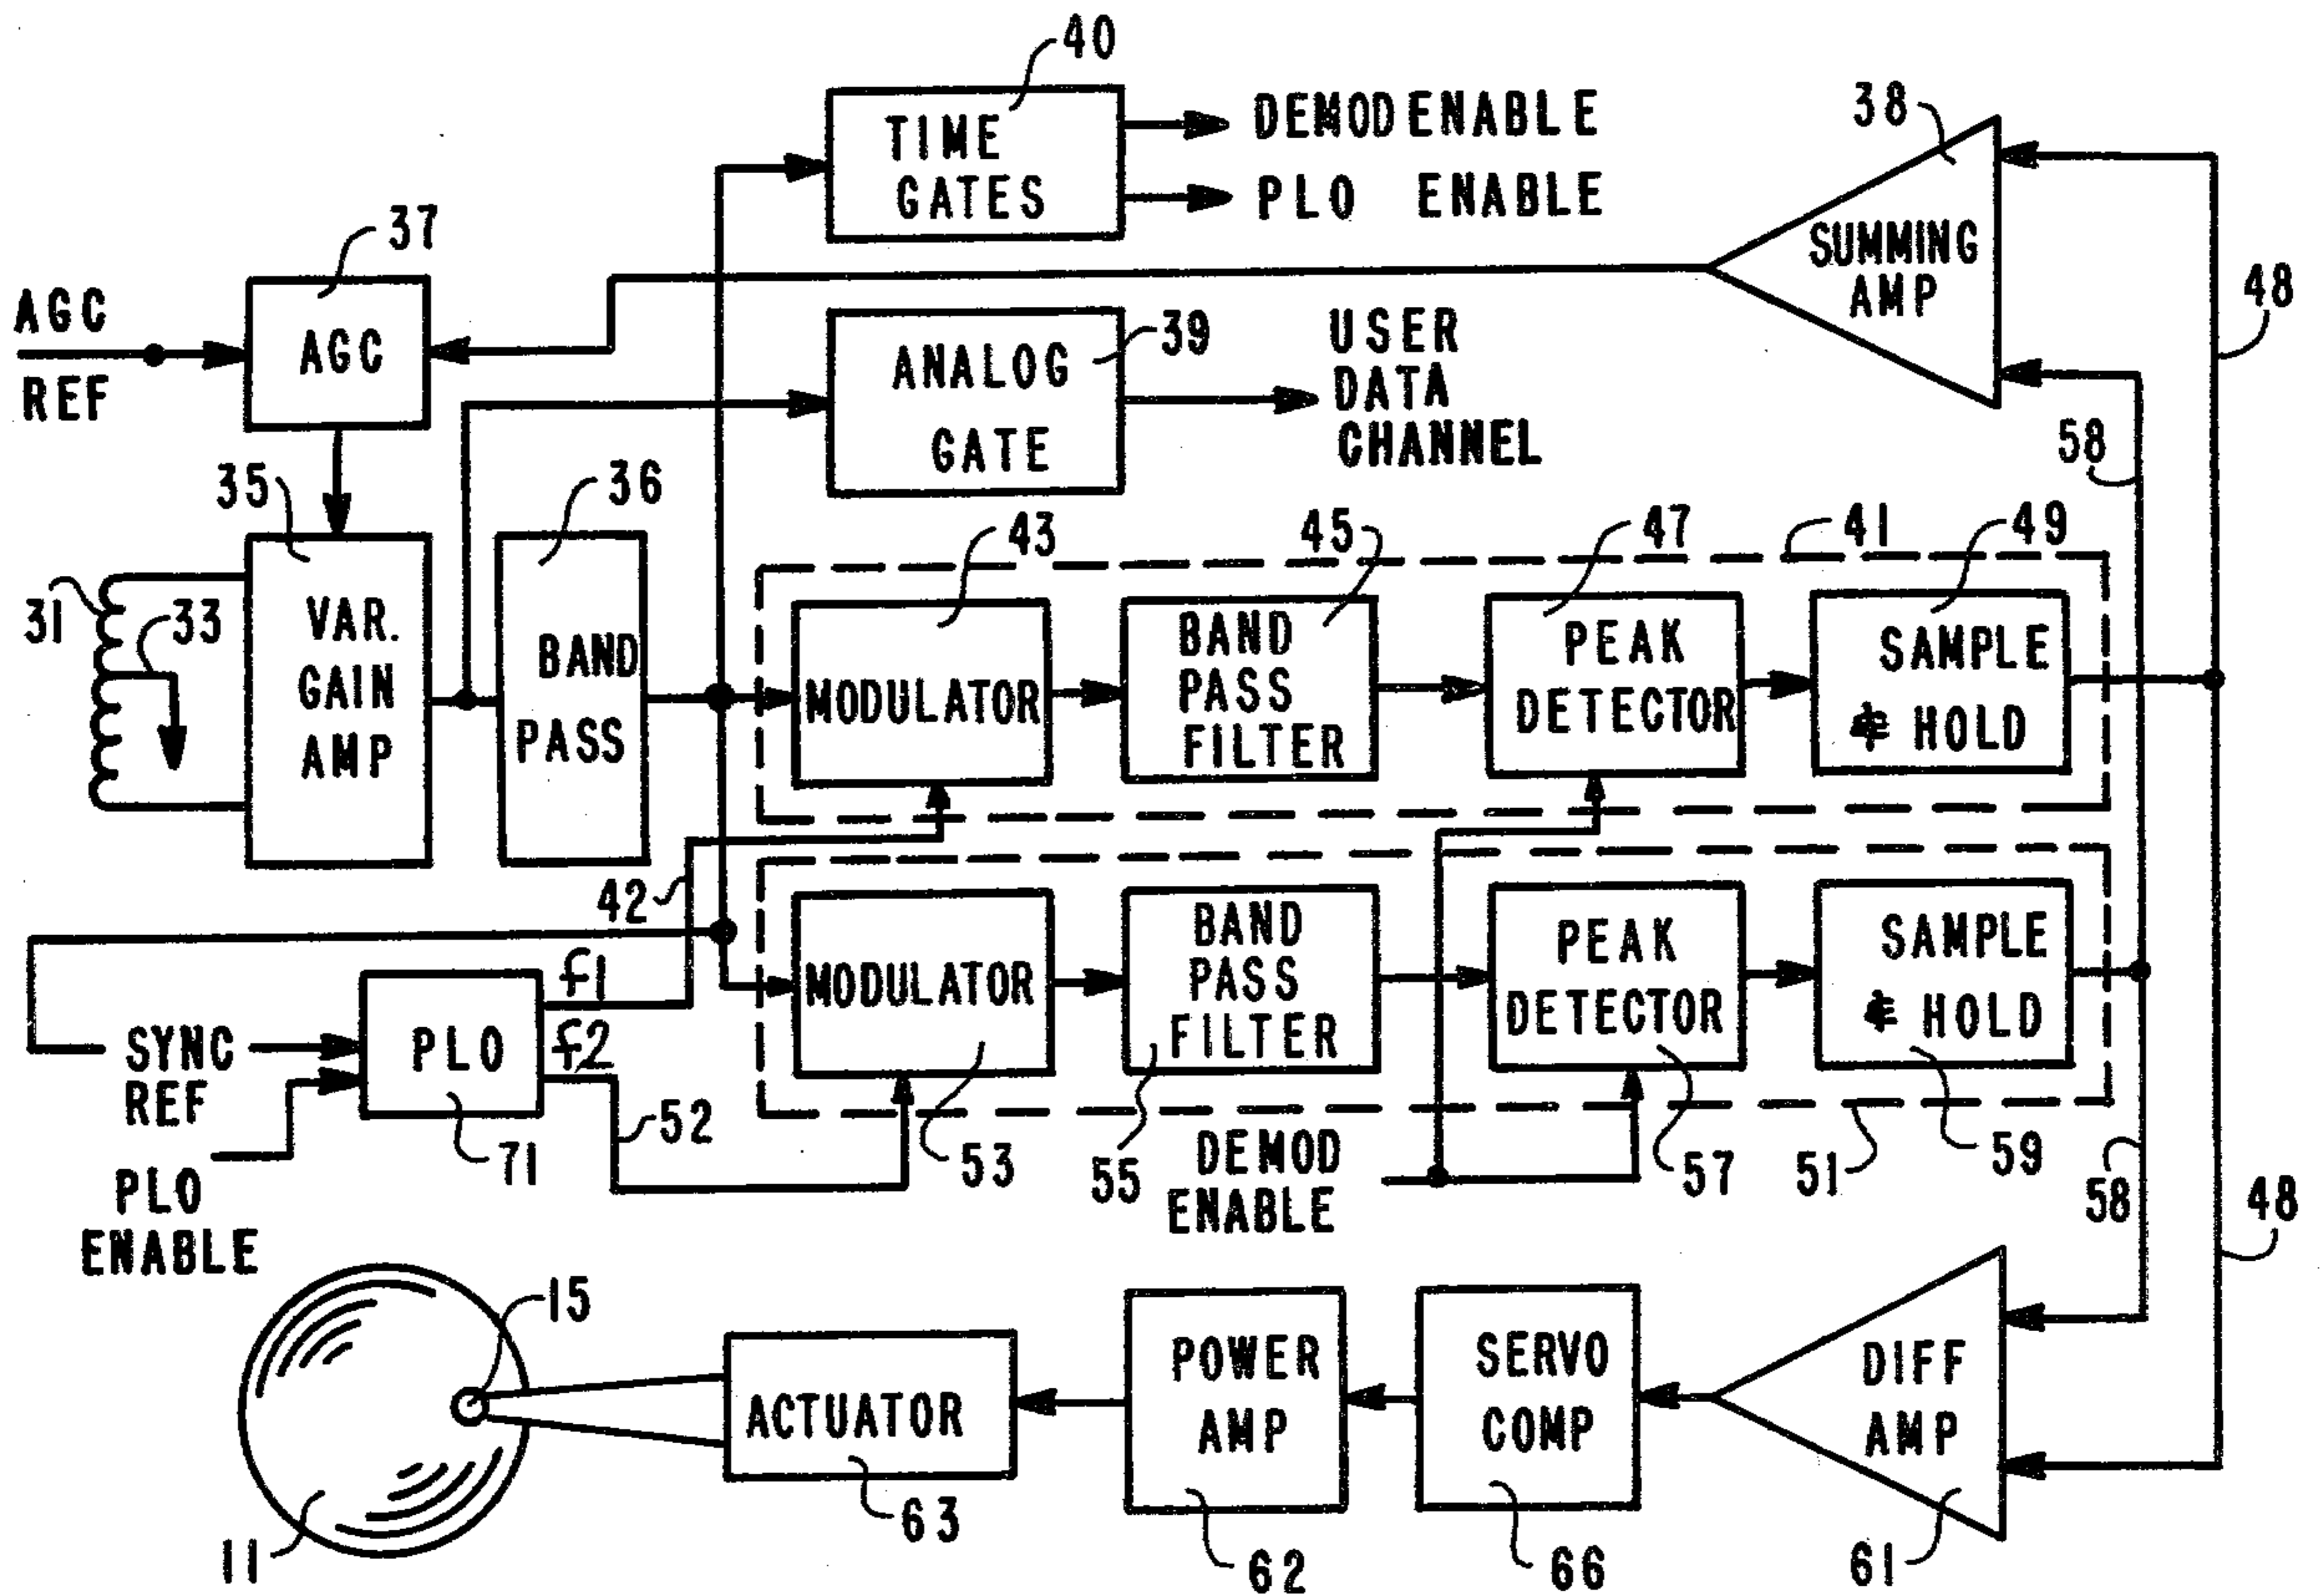 40
TIME
GATES
DEMOD ENABLE
PLO ENABLE
38
SUMMING
AMP
37
AGC
REF
AGC
48
ANALOG
GATE
39
USER
DATA
CHANNEL
58
35
36
43
45
47
41
49
31
33
VAR.
GAIN
AMP
BAND
PASS
MODULATOR
BAND
PASS
FILTER
PEAK
DETECTOR
SAMPLE
& HOLD
42
f1
f2
SYNC
REF
PLO
71
PLO
ENABLE
52
MODULATOR
53
BAND
PASS
FILTER
55
DEMOD
ENABLE
PEAK
DETECTOR
57
SAMPLE
& HOLD
51
59
58
48
15
11
ACTUATOR
63
POWER
AMP
62
SERVO
COMP
66
DIFF
AMP
61